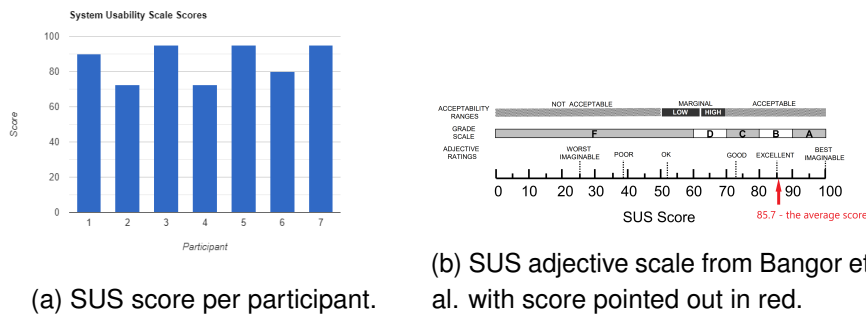 System Usability Scale Scores
100
80
60
40
20
0
Score
1 2 3 4 5 6 7
Participant
(a) SUS score per participant.
ACCEPTABILITY RANGES
NOT ACCEPTABLE MARGINAL ACCEPTABLE
LOW HIGH
GRADE SCALE
F D C B A
ADJECTIVE RATINGS
WORST IMAGINABLE POOR OK GOOD EXCELLENT BEST IMAGINABLE
0 10 20 30 40 50 60 70 80 90 100
SUS Score
85.7 - the average score
(b) SUS adjective scale from Bangor et
al. with score pointed out in red.